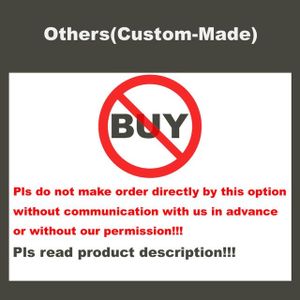 Others(Custom-Made)
BUY
Pls do not make order directly by this option
without communication with us in advance
or without our permission!!!
Pls read product description!!!